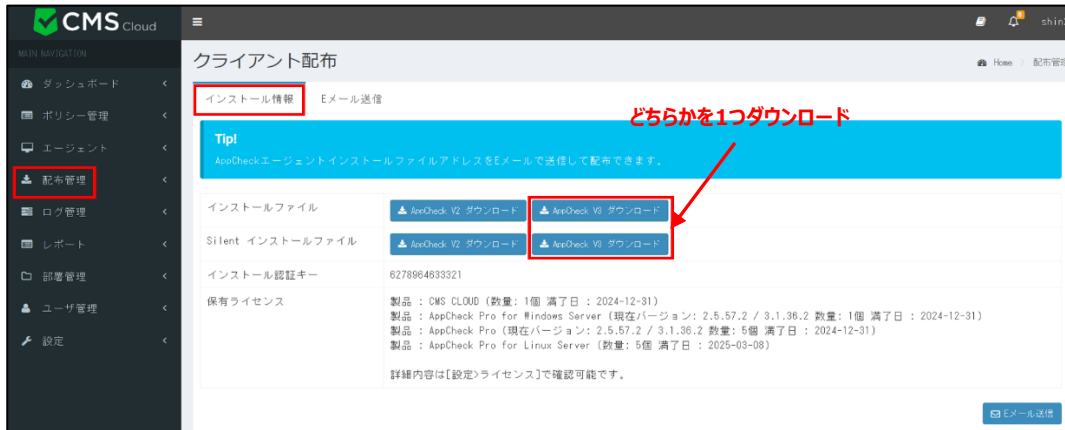 CMS Cloud
shin
MAIN NAVIGATION
クライアント配布
Home / 配布管理
ダッシュボード
ポリシー管理
エージェント
配布管理
ログ管理
レポート
部署管理
ユーザ管理
設定
インストール情報 Eメール送信
どちらかを1つダウンロード
Tip!
AppCheckエージェントインストールファイルアドレスをEメールで送信して配布できます。
インストールファイル AppCheck V2 ダウンロード AppCheck V3 ダウンロード
Silent インストールファイル AppCheck V2 ダウンロード AppCheck V3 ダウンロード
インストール認証キー 6278964633321
保有ライセンス 製品 : CMS CLOUD (数量: 1個 満了日 : 2024-12-31)
製品 : AppCheck Pro for Windows Server (現在バージョン: 2.5.57.2 / 3.1.36.2 数量: 1個 満了日 : 2024-12-31)
製品 : AppCheck Pro (現在バージョン: 2.5.57.2 / 3.1.36.2 数量: 5個 満了日 : 2024-12-31)
製品 : AppCheck Pro for Linux Server (数量: 5個 満了日 : 2025-03-08)
詳細内容は[設定>ライセンス]で確認可能です。
Eメール送信